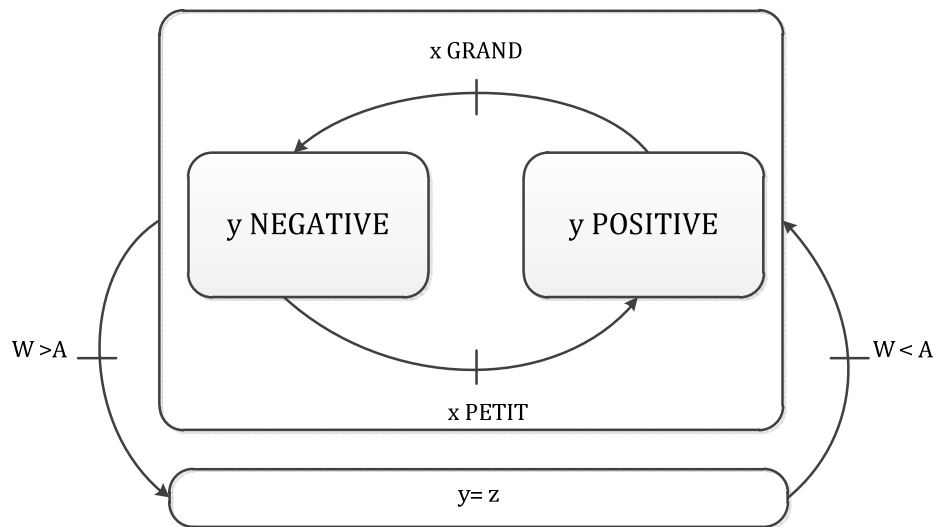 x GRAND
y NEGATIVE
y POSITIVE
W >A
W < A
x PETIT
y= z